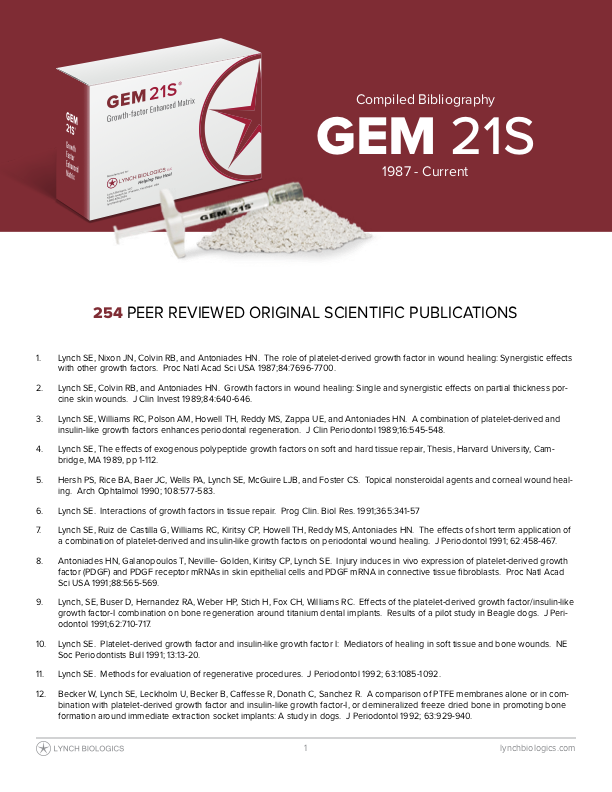 GEM 21S®
Growth-factor Enhanced Matrix
GEM
21S®
Growth
Factor
Enhanced
Matrix
LYNCH BIOLOGICS
Helping You Heal
GEM 21S®
Compiled Bibliography
GEM 21S
1987 - Current
254 PEER REVIEWED ORIGINAL SCIENTIFIC PUBLICATIONS
1. Lynch SE, Nixon JN, Colvin RB, and Antoniades HN. The role of platelet-derived growth factor in wound healing: Synergistic effects
with other growth factors. Proc Natl Acad Sci USA 1987;84:7696-7700.
2. Lynch SE, Colvin RB, and Antoniades HN. Growth factors in wound healing: Single and synergistic effects on partial thickness por-
cine skin wounds. J Clin Invest 1989;84:640-646.
3. Lynch SE, Williams RC, Polson AM, Howell TH, Reddy MS, Zappa UE, and Antoniades HN. A combination of platelet-derived and
insulin-like growth factors enhances periodontal regeneration. J Clin Periodontol 1989;16:545-548.
4. Lynch SE, The effects of exogenous polypeptide growth factors on soft and hard tissue repair, Thesis, Harvard University, Cam-
bridge, MA 1989, pp 1-112.
5. Hersh PS, Rice BA, Baer JC, Wells PA, Lynch SE, McGuire LJB, and Foster CS. Topical nonsteroidal agents and corneal wound heal-
ing. Arch Ophtalmol 1990; 108:577-583.
6. Lynch SE. Interactions of growth factors in tissue repair. Prog Clin. Biol Res. 1991;365:341-57
7. Lynch SE, Ruiz de Castilla G, Williams RC, Kiritsy CP, Howell TH, Reddy MS, Antoniades HN. The effects of short term application of
a combination of platelet-derived and insulin-like growth factors on periodontal wound healing. J Periodontol 1991; 62:458-467.
8. Antoniades HN, Galanopoulos T, Neville- Golden, Kiritsy CP, Lynch SE. Injury induces in vivo expression of platelet-derived growth
factor (PDGF) and PDGF receptor mRNAs in skin epithelial cells and PDGF mRNA in connective tissue fibroblasts. Proc Natl Acad
Sci USA 1991;88:565-569.
9. Lynch, SE, Buser D, Hernandez RA, Weber HP, Stich H, Fox CH, Williams RC. Effects of the platelet-derived growth factor/insulin-like
growth factor-I combination on bone regeneration around titanium dental implants. Results of a pilot study in Beagle dogs. J Peri-
odontol 1991;62:710-717.
10. Lynch SE. Platelet-derived growth factor and insulin-like growth factor I: Mediators of healing in soft tissue and bone wounds. NE
Soc Periodontists Bull 1991; 13:13-20.
11. Lynch SE. Methods for evaluation of regenerative procedures. J Periodontol 1992; 63:1085-1092.
12. Becker W, Lynch SE, Leckholm U, Becker B, Caffesse R, Donath C, Sanchez R. A comparison of PTFE membranes alone or in com-
bination with platelet-derived growth factor and insulin-like growth factor-I, or demineralized freeze dried bone in promoting bone
formation around immediate extraction socket implants: A study in dogs. J Periodontol 1992; 63:929-940.
LYNCH BIOLOGICS
1
lynchbiologics.com